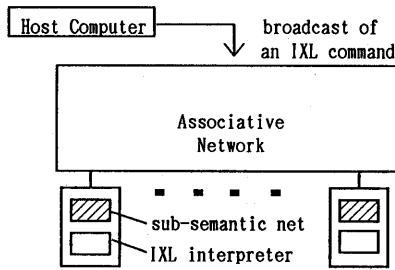 Host Computer
broadcast of
an IXL command
Associative
Network
sub-semantic net
IXL interpreter